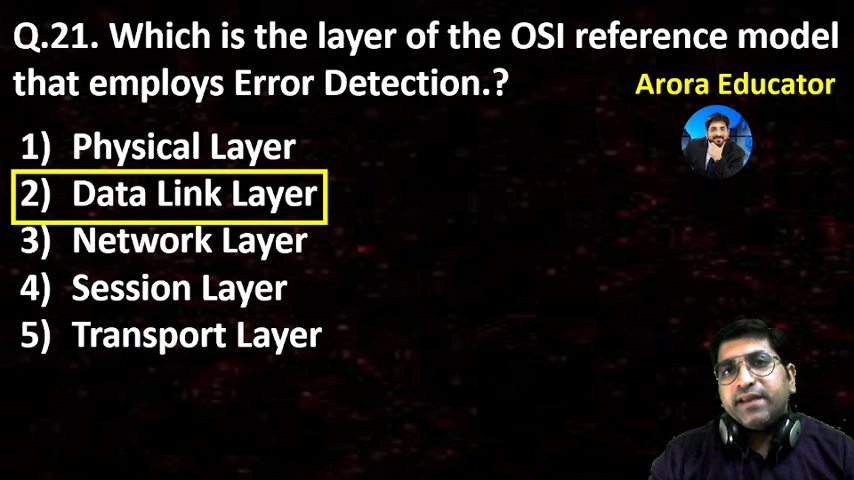 Q.21. Which is the layer of the OSI reference model
that employs Error Detection.?
Arora Educator
1) Physical Layer
2) Data Link Layer
3) Network Layer
4) Session Layer
5) Transport Layer